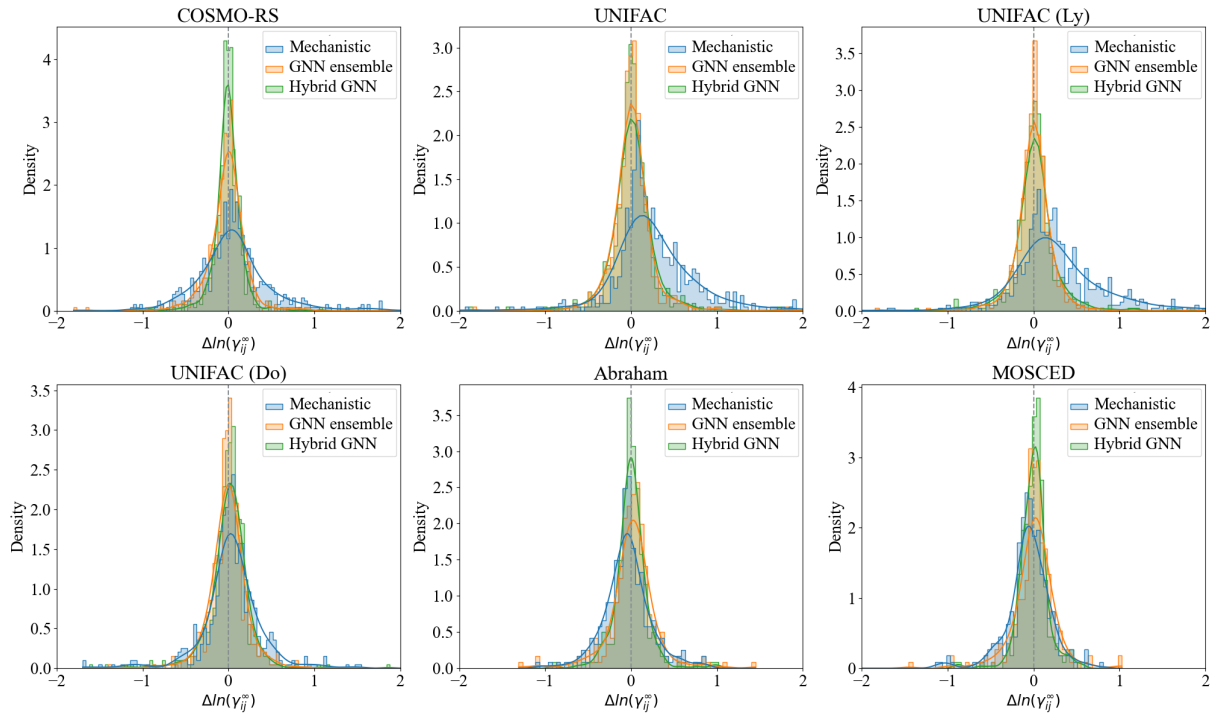 COSMO-RS
Mechanistic
GNN ensemble
Hybrid GNN
Density
4
3
2
1
0
−2
−1
0
1
2
Δln(γ∞ij)
UNIFAC
Mechanistic
GNN ensemble
Hybrid GNN
Density
3.0
2.5
2.0
1.5
1.0
0.5
0.0
−2
−1
0
1
2
Δln(γ∞ij)
UNIFAC (Ly)
Mechanistic
GNN ensemble
Hybrid GNN
Density
3.5
3.0
2.5
2.0
1.5
1.0
0.5
0.0
−2
−1
0
1
2
Δln(γ∞ij)
UNIFAC (Do)
Mechanistic
GNN ensemble
Hybrid GNN
Density
3.5
3.0
2.5
2.0
1.5
1.0
0.5
0.0
−2
−1
0
1
2
Δln(γ∞ij)
Abraham
Mechanistic
GNN ensemble
Hybrid GNN
Density
3.5
3.0
2.5
2.0
1.5
1.0
0.5
0.0
−2
−1
0
1
2
Δln(γ∞ij)
MOSCED
Mechanistic
GNN ensemble
Hybrid GNN
Density
4
3
2
1
0
−2
−1
0
1
2
Δln(γ∞ij)